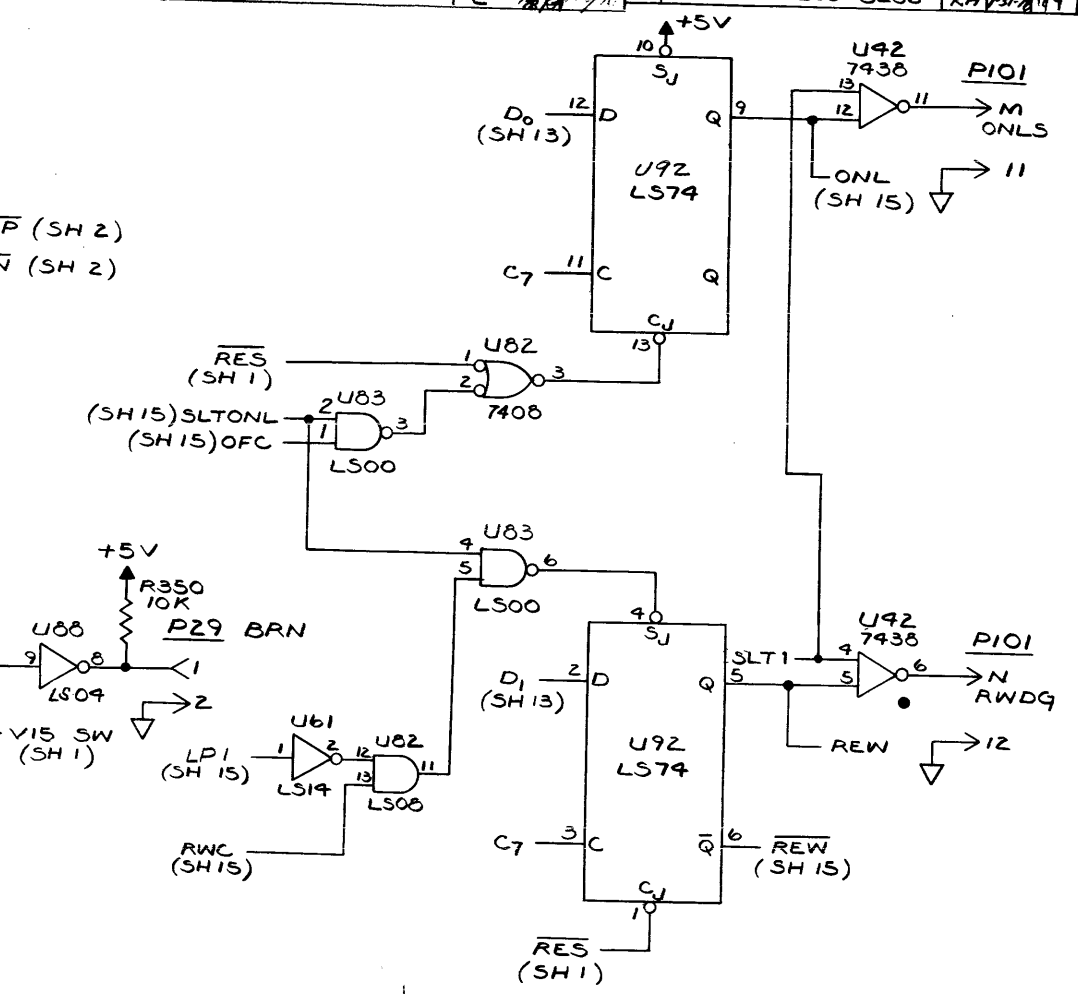 +5V
10
SJ
U42
7438
P101
12
D0
D
(SH 13)
Q
9
13
12
11
M
ONLS
U92
LS74
ONL
(SH 15)
11
P (SH 2)
(SH 2)
C7
11
C
Q
CJ
13
RES
(SH 1)
1
2
U82
3
7408
(SH 15) SLTONL
(SH 15) OFC
2
1
U83
3
LS00
+5V
R350
10K
4
5
U83
6
LS00
U88
9
8
LS04
P29 BRN
1
2
V15 SW
(SH 1)
4
SJ
D1
(SH 13)
2
D
Q
5
SLT1
U42
7438
4
5
6
P101
N
RWDG
U92
LS74
REW
12
LP1
(SH 15)
1
U61
2
LS14
12
13
U82
11
LS08
RWC
(SH 15)
C7
3
C
Q̅
6
R̅E̅W̅
(SH 15)
CJ
1
R̅E̅S̅
(SH 1)